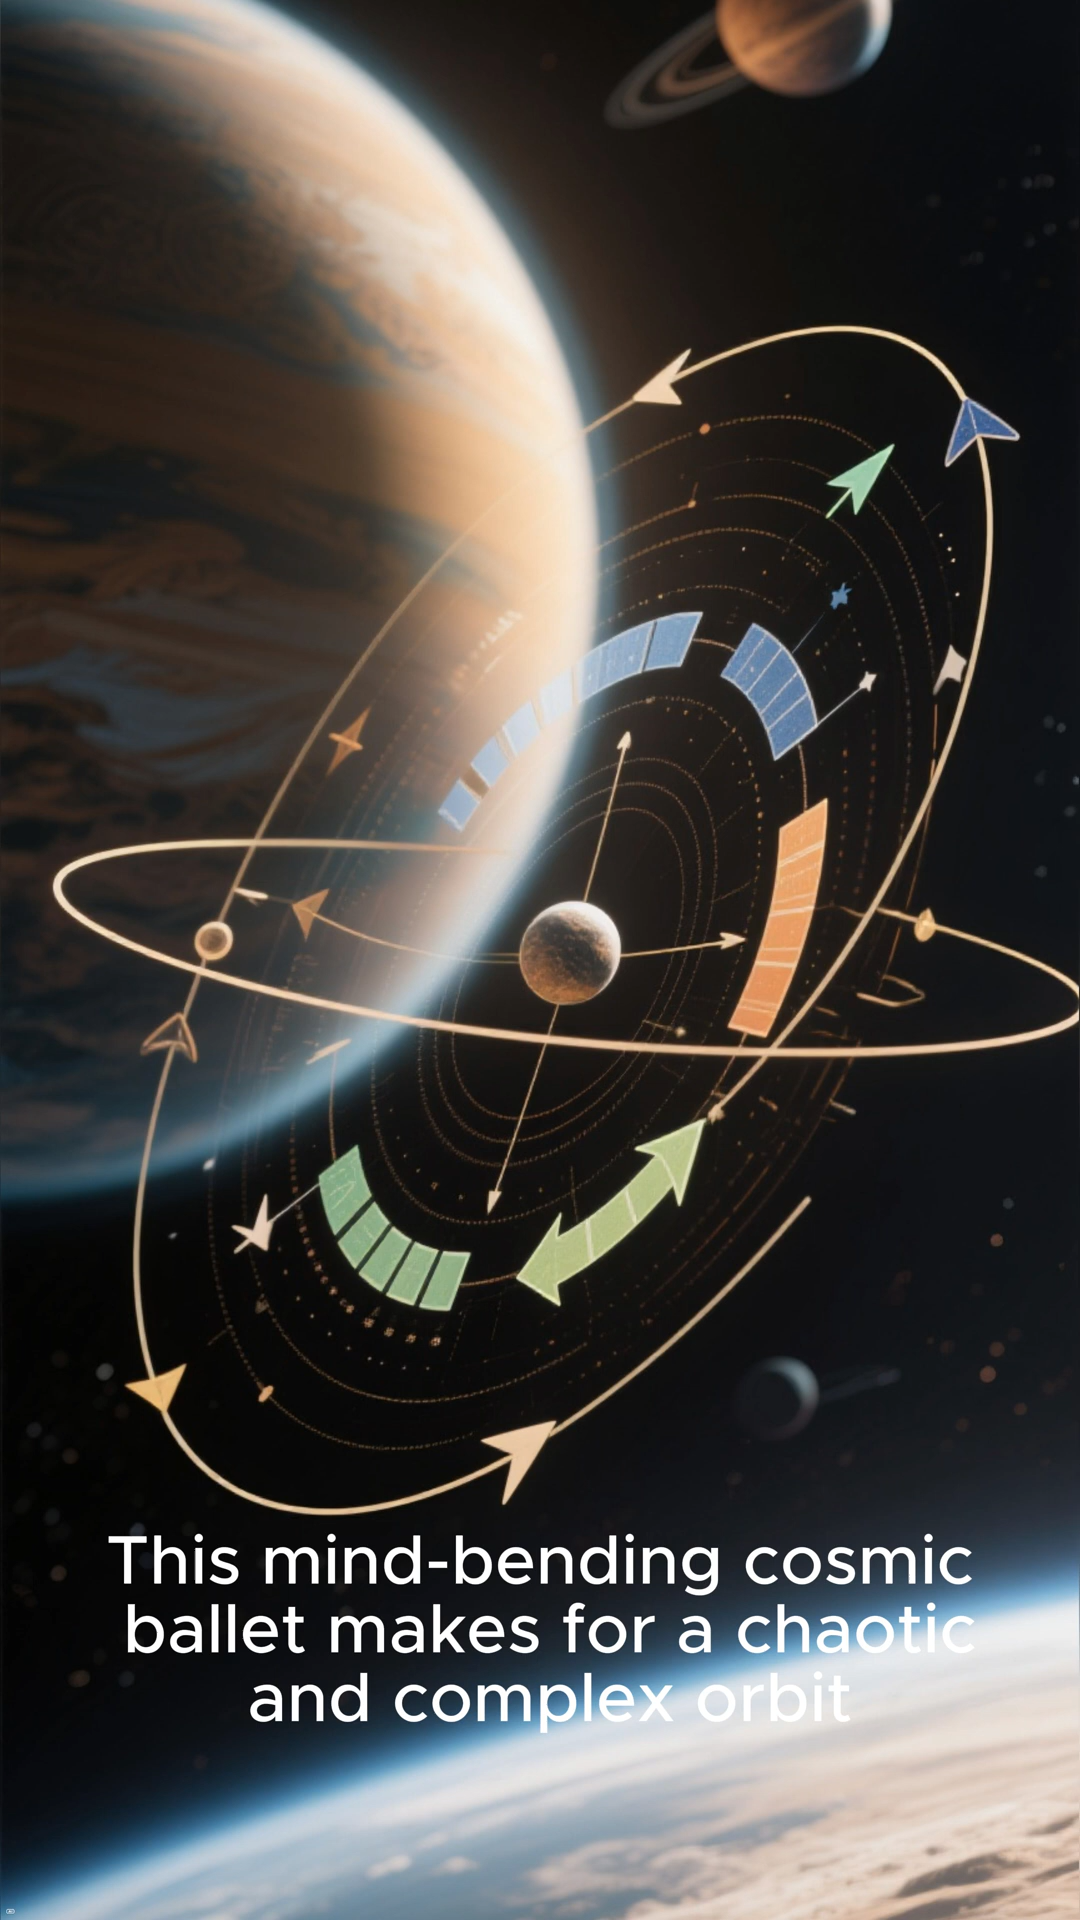 This mind-bending cosmic
ballet makes for a chaotic
and complex orbit